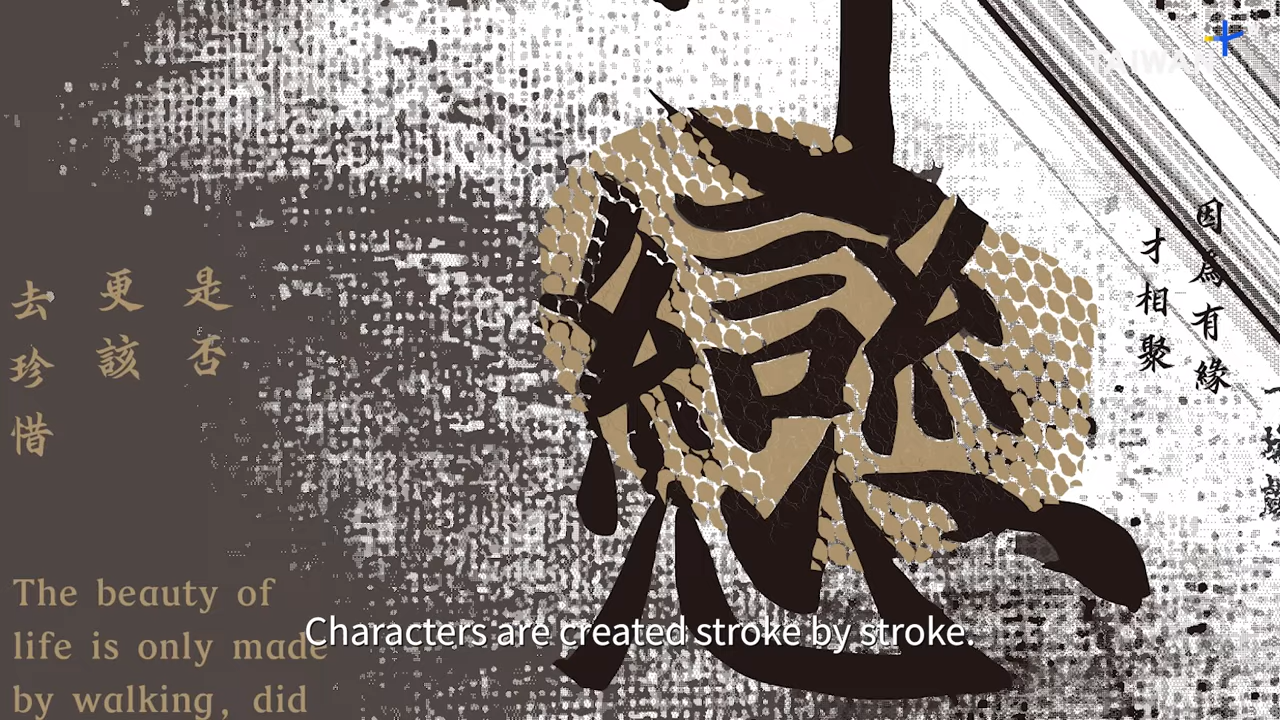 因為有緣
才相聚
是否
更該
去珍惜
The beauty of
life is only made
by walking, did
Characters are created stroke by stroke.
TAIWAN